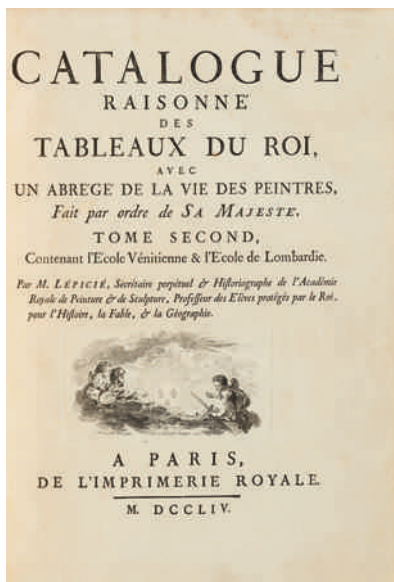 CATALOGUE
RAISONNÉ
DES
TABLEAUX DU ROI,
AVEC
UN ABREGÉ DE LA VIE DES PEINTRES,
Fait par ordre de SA MAJESTÉ.
TOME SECOND,
Contenant l'Ecole Vénitienne & l'Ecole de Lombardie.
Par M. LÉPICIÉ, Secrétaire perpétuel & Historiographe de l'Académie
Royale de Peinture & de Sculpture, Professeur des Elèves protégés par le Roi,
pour l'Histoire, la Fable, & la Géographie.
A PARIS,
DE L'IMPRIMERIE ROYALE.
M. DCCLIV.